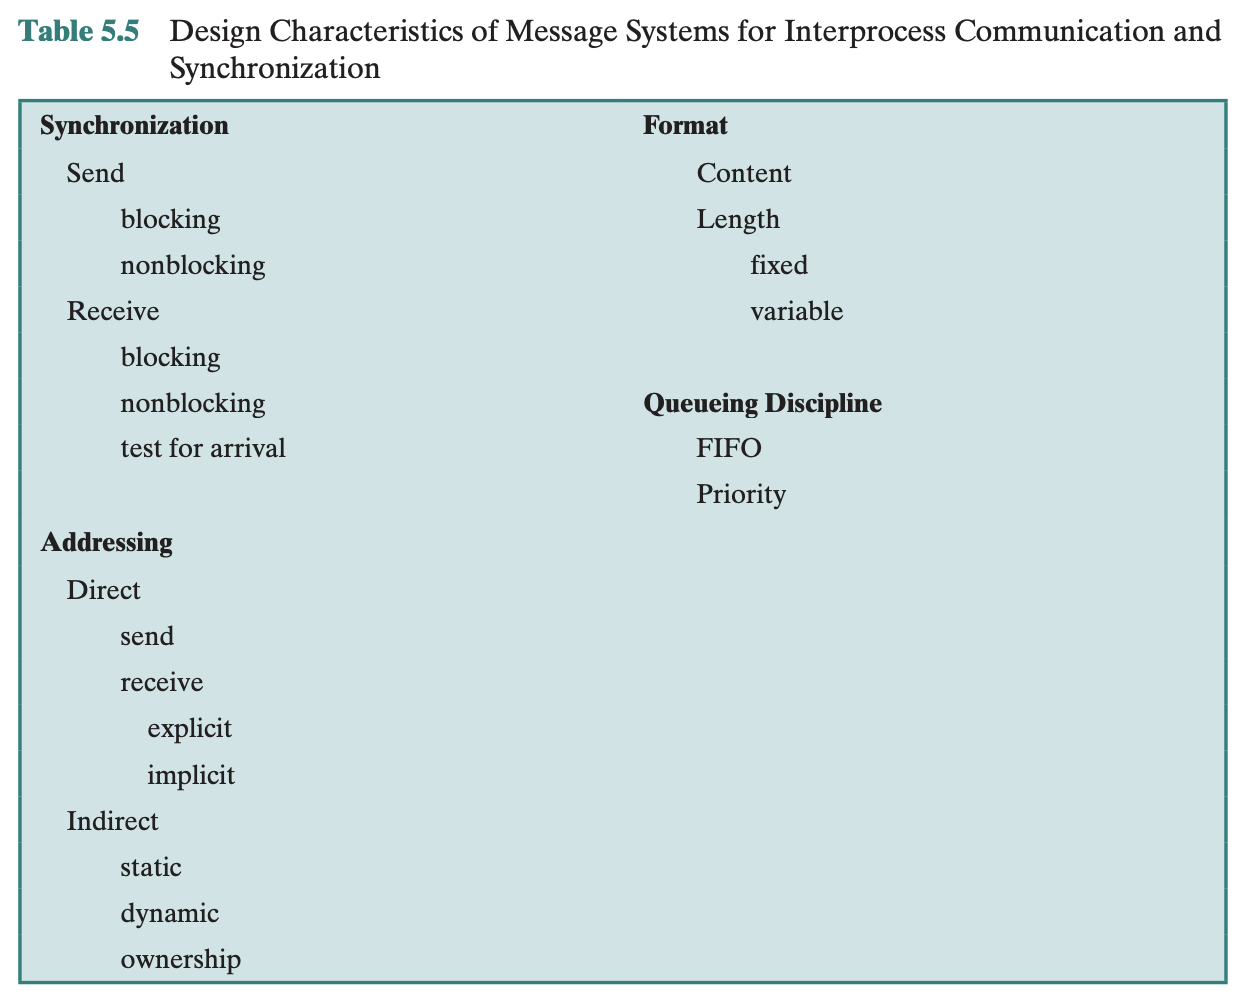 Table 5.5 Design Characteristics of Message Systems for Interprocess Communication and
Synchronization
Synchronization
Send
blocking
nonblocking
Receive
blocking
nonblocking
test for arrival
Addressing
Direct
send
receive
explicit
implicit
Indirect
static
dynamic
ownership
Format
Content
Length
fixed
variable
Queueing Discipline
FIFO
Priority